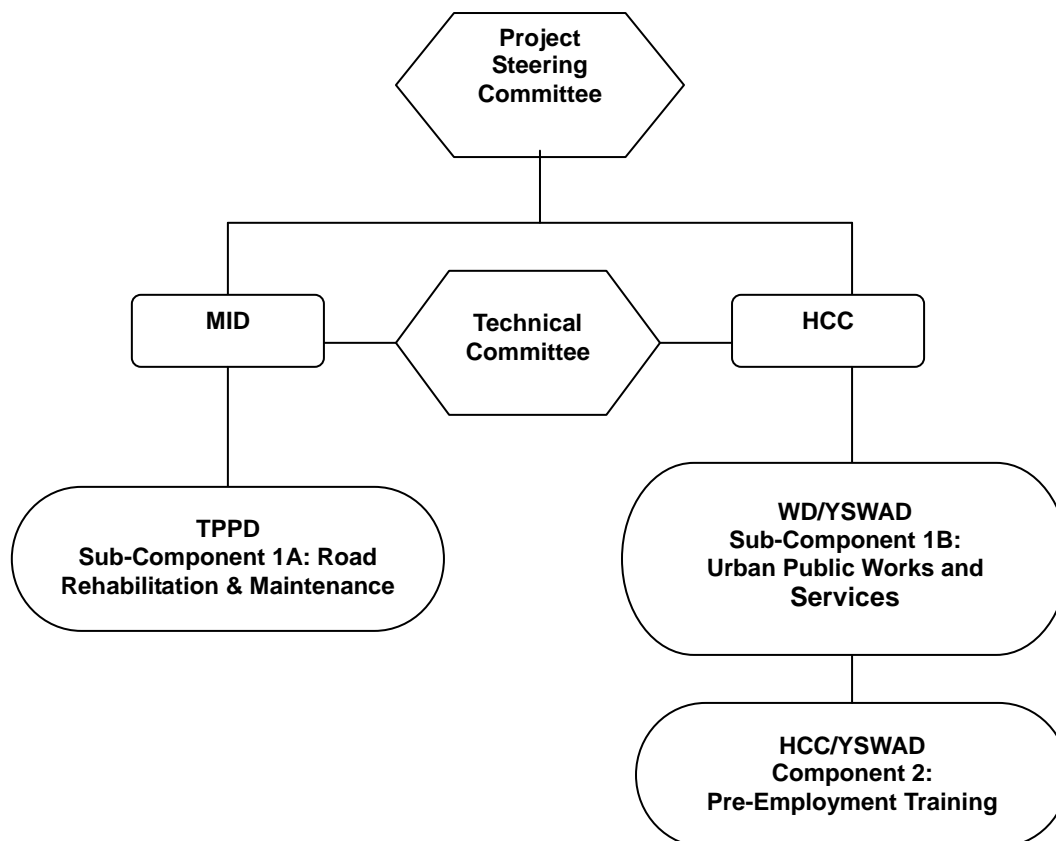 Project
Steering
Committee
MID
Technical
Committee
HCC
TPPD
Sub-Component 1A: Road
Rehabilitation & Maintenance
WD/YSWAD
Sub-Component 1B:
Urban Public Works and
Services
HCC/YSWAD
Component 2:
Pre-Employment Training